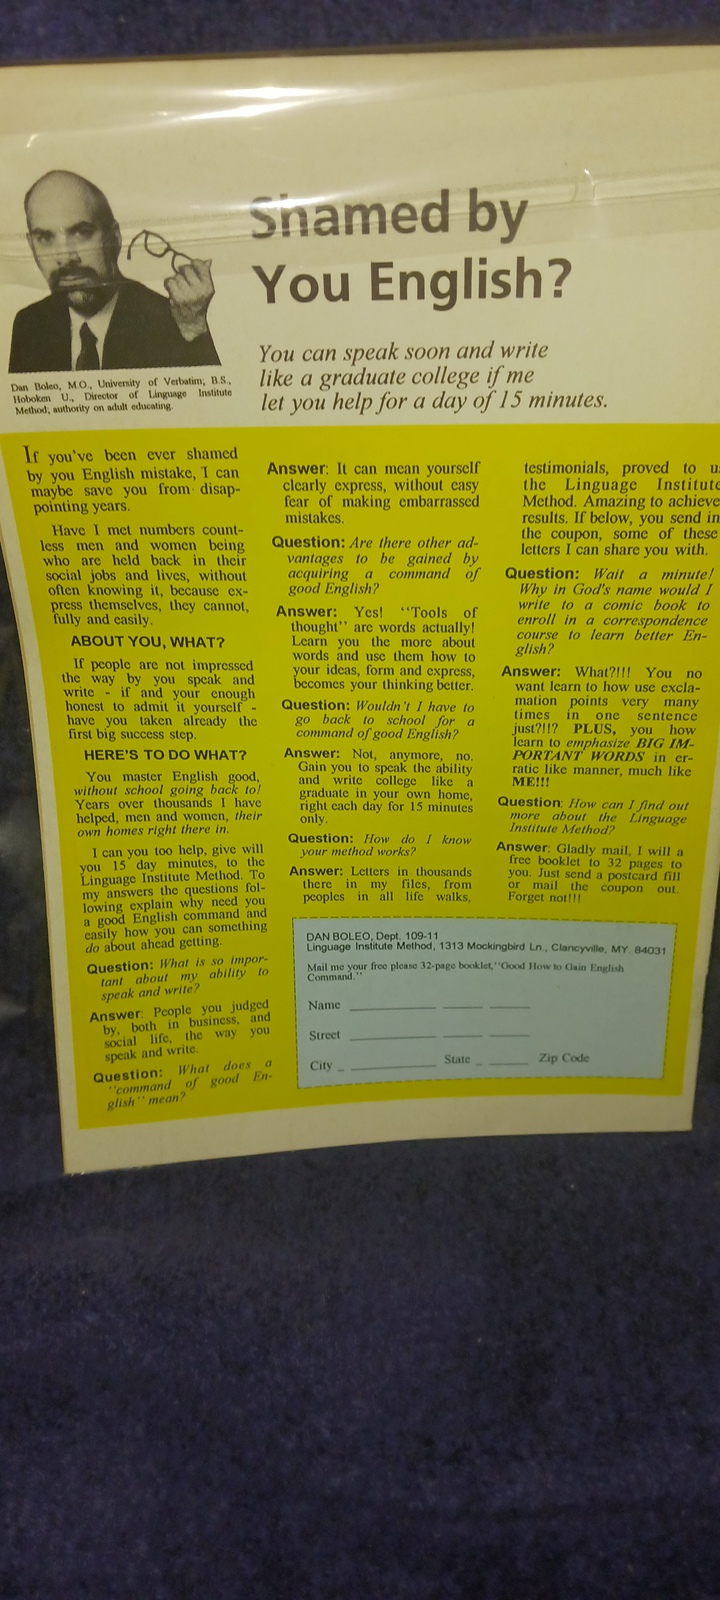 Shamed by
You English?
You can speak soon and write
like a graduate college if me
let you help for a day of 15 minutes.
Dan Boleo, M.O., University of Verbatim; B.S.,
Hoboken U., Director of Linguage Institute
Method; authority on adult educating.
If you've been ever shamed
by you English mistake, I can
maybe save you from disap-
pointing years.
Have I met numbers count-
less men and women being
who are held back in their
social jobs and lives, without
often knowing it, because ex-
press themselves, they cannot,
fully and easily.
ABOUT YOU, WHAT?
If people are not impressed
the way by you speak and
write - if and your enough
honest to admit it yourself -
have you taken already the
first big success step.
HERE'S TO DO WHAT?
You master English good,
without school going back to!
Years over thousands I have
helped, men and women, their
own homes right there in.
I can you too help, give will
you 15 day minutes, to the
Linguage Institute Method. To
my answers the questions fol-
lowing explain why need you
a good English command and
easily how you can something
do about ahead getting.
Question: What is so impor-
tant about my ability to
speak and write?
Answer: People you judged
by, both in business, and
social life, the way you
speak and write.
Question: What does a
"command of good En-
glish" mean?
Answer: It can mean yourself
clearly express, without easy
fear of making embarrassed
mistakes.
Question: Are there other ad-
vantages to be gained by
acquiring a command of
good English?
Answer: Yes! "Tools of
thought" are words actually!
Learn you the more about
words and use them how to
your ideas, form and express,
becomes your thinking better.
Question: Wouldn't I have to
go back to school for a
command of good English?
Answer: Not, anymore, no.
Gain you to speak the ability
and write college like a
graduate in your own home,
right each day for 15 minutes
only.
Question: How do I know
your method works?
Answer: Letters in thousands
there in my files, from
peoples in all life walks,
testimonials, proved to us
the Linguage Institute
Method. Amazing to achieve
results. If below, you send in
the coupon, some of these
letters I can share you with.
Question: Wait a minute!
Why in God's name would I
write to a comic book to
enroll in a correspondence
course to learn better En-
glish?
Answer: What?!!! You no
want learn to how use excla-
mation points very many
times in one sentence
just?!!? PLUS, you how
learn to emphasize BIG IM-
PORTANT WORDS in er-
ratic like manner, much like
ME!!!
Question: How can I find out
more about the Linguage
Institute Method?
Answer: Gladly mail, I will a
free booklet to 32 pages to
you. Just send a postcard fill
or mail the coupon out.
Forget not!!!
DAN BOLEO, Dept. 109-11
Linguage Institute Method, 1313 Mockingbird Ln., Clancyville, MY. 84031
Mail me your free please 32-page booklet, "Good How to Gain English
Command."
Name
Street
City State Zip Code